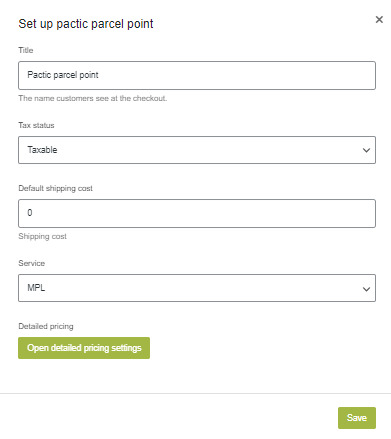 Set up pactic parcel point
×
Title
Pactic parcel point
The name customers see at the checkout.
Tax status
Taxable
Default shipping cost
0
Shipping cost
Service
MPL
Detailed pricing
Open detailed pricing settings
Save